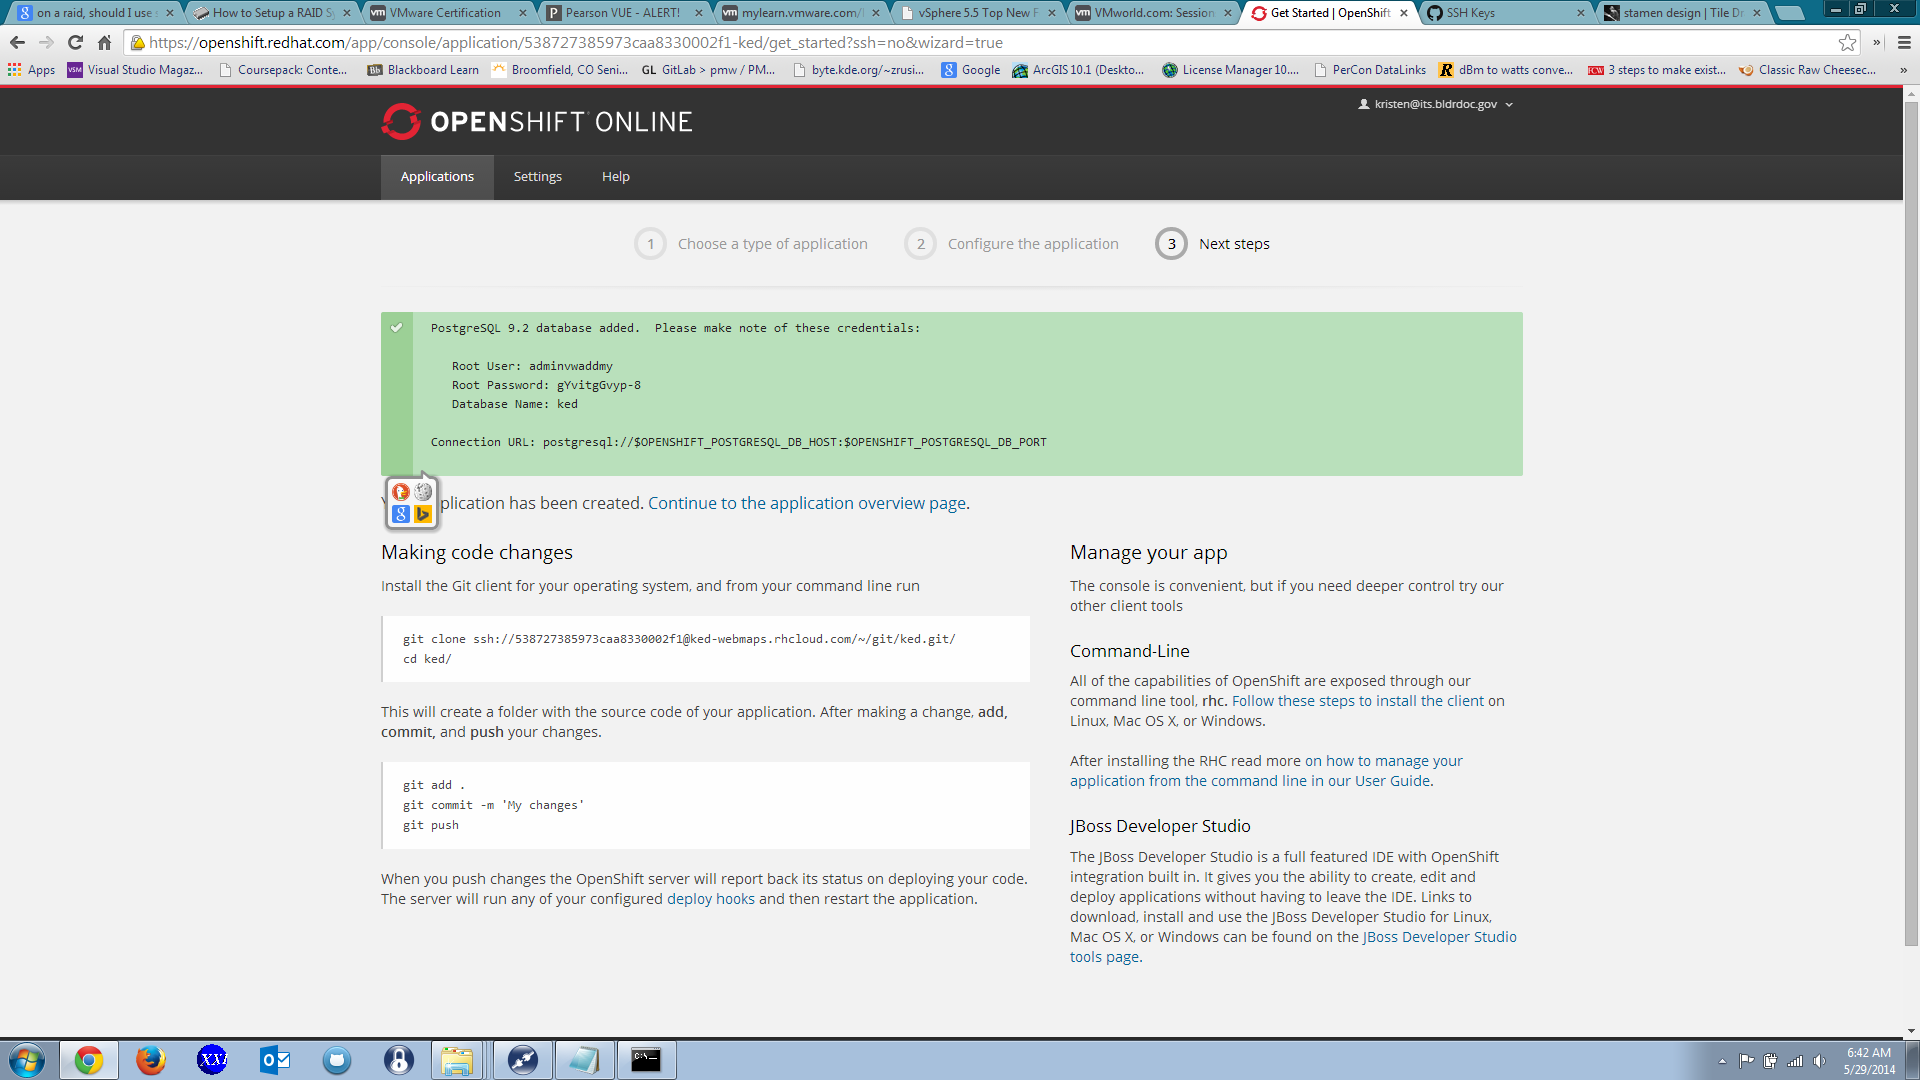 on a raid, should I use
How to Setup a RAID Sy
VMware Certification
Pearson VUE - ALERT!
mylearn.vmware.com/
vSphere 5.5 Top New F
VMworld.com: Session
Get Started | OpenShift
SSH Keys
stamen design | Tile Dr
https://openshift.redhat.com/app/console/application/538727385973caa8330002f1-ked/get_started?ssh=no&wizard=true
Apps
Visual Studio Magaz...
Coursepack: Conte...
Blackboard Learn
Broomfield, CO Seni...
GitLab > pmw / PM...
byte.kde.org/~zrusi...
Google
ArcGIS 10.1 (Deskto...
License Manager 10....
PerCon DataLinks
dBm to watts conve...
3 steps to make exist...
Classic Raw Cheesec...
OPENSHIFT ONLINE
kristen@its.bldrdoc.gov
Applications
Settings
Help
1 Choose a type of application
2 Configure the application
3 Next steps
PostgreSQL 9.2 database added.  Please make note of these credentials:
Root User: adminvwaddmy
Root Password: gYvitgGvyp-8
Database Name: ked
Connection URL: postgresql://$OPENSHIFT_POSTGRESQL_DB_HOST:$OPENSHIFT_POSTGRESQL_DB_PORT
plication has been created. Continue to the application overview page.
Making code changes
Install the Git client for your operating system, and from your command line run
git clone ssh://538727385973caa8330002f1@ked-webmaps.rhcloud.com/~/git/ked.git/
cd ked/
This will create a folder with the source code of your application. After making a change, add,
commit, and push your changes.
git add .
git commit -m 'My changes'
git push
When you push changes the OpenShift server will report back its status on deploying your code.
The server will run any of your configured deploy hooks and then restart the application.
Manage your app
The console is convenient, but if you need deeper control try our
other client tools
Command-Line
All of the capabilities of OpenShift are exposed through our
command line tool, rhc. Follow these steps to install the client on
Linux, Mac OS X, or Windows.
After installing the RHC read more on how to manage your
application from the command line in our User Guide.
JBoss Developer Studio
The JBoss Developer Studio is a full featured IDE with OpenShift
integration built in. It gives you the ability to create, edit and
deploy applications without having to leave the IDE. Links to
download, install and use the JBoss Developer Studio for Linux,
Mac OS X, or Windows can be found on the JBoss Developer Studio
tools page.
6:42 AM
5/29/2014